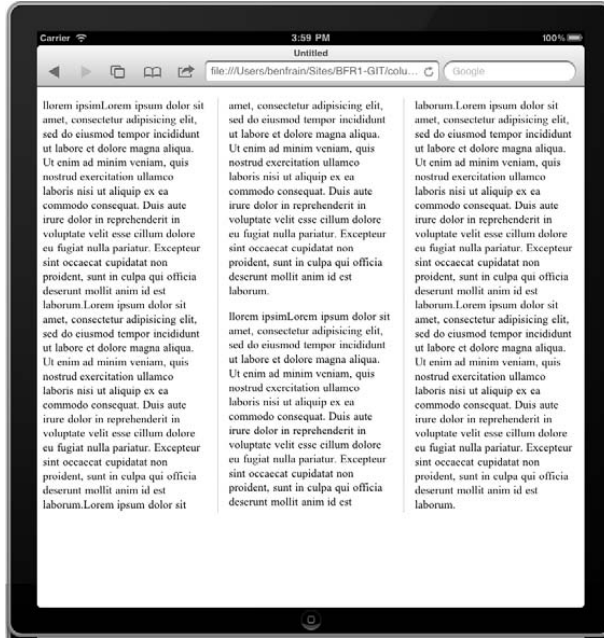 Carrier 3:59 PM 100%
Untitled
file:///Users/benfrain/Sites/BFR1-GIT/colu... Google
llorem ipsimLorem ipsum dolor sit
amet, consectetur adipisicing elit,
sed do eiusmod tempor incididunt
ut labore et dolore magna aliqua.
Ut enim ad minim veniam, quis
nostrud exercitation ullamco
laboris nisi ut aliquip ex ea
commodo consequat. Duis aute
irure dolor in reprehenderit in
voluptate velit esse cillum dolore
eu fugiat nulla pariatur. Excepteur
sint occaecat cupidatat non
proident, sunt in culpa qui officia
deserunt mollit anim id est
laborum.Lorem ipsum dolor sit
amet, consectetur adipisicing elit,
sed do eiusmod tempor incididunt
ut labore et dolore magna aliqua.
Ut enim ad minim veniam, quis
nostrud exercitation ullamco
laboris nisi ut aliquip ex ea
commodo consequat. Duis aute
irure dolor in reprehenderit in
voluptate velit esse cillum dolore
eu fugiat nulla pariatur. Excepteur
sint occaecat cupidatat non
proident, sunt in culpa qui officia
deserunt mollit anim id est
laborum.Lorem ipsum dolor sit
amet, consectetur adipisicing elit,
sed do eiusmod tempor incididunt
ut labore et dolore magna aliqua.
Ut enim ad minim veniam, quis
nostrud exercitation ullamco
laboris nisi ut aliquip ex ea
commodo consequat. Duis aute
irure dolor in reprehenderit in
voluptate velit esse cillum dolore
eu fugiat nulla pariatur. Excepteur
sint occaecat cupidatat non
proident, sunt in culpa qui officia
deserunt mollit anim id est
laborum.
llorem ipsimLorem ipsum dolor sit
amet, consectetur adipisicing elit,
sed do eiusmod tempor incididunt
ut labore et dolore magna aliqua.
Ut enim ad minim veniam, quis
nostrud exercitation ullamco
laboris nisi ut aliquip ex ea
commodo consequat. Duis aute
irure dolor in reprehenderit in
voluptate velit esse cillum dolore
eu fugiat nulla pariatur. Excepteur
sint occaecat cupidatat non
proident, sunt in culpa qui officia
deserunt mollit anim id est
laborum.Lorem ipsum dolor sit
amet, consectetur adipisicing elit,
sed do eiusmod tempor incididunt
ut labore et dolore magna aliqua.
Ut enim ad minim veniam, quis
nostrud exercitation ullamco
laboris nisi ut aliquip ex ea
commodo consequat. Duis aute
irure dolor in reprehenderit in
voluptate velit esse cillum dolore
eu fugiat nulla pariatur. Excepteur
sint occaecat cupidatat non
proident, sunt in culpa qui officia
deserunt mollit anim id est
laborum.Lorem ipsum dolor sit
amet, consectetur adipisicing elit,
sed do eiusmod tempor incididunt
ut labore et dolore magna aliqua.
Ut enim ad minim veniam, quis
nostrud exercitation ullamco
laboris nisi ut aliquip ex ea
commodo consequat. Duis aute
irure dolor in reprehenderit in
voluptate velit esse cillum dolore
eu fugiat nulla pariatur. Excepteur
sint occaecat cupidatat non
proident, sunt in culpa qui officia
deserunt mollit anim id est
laborum.